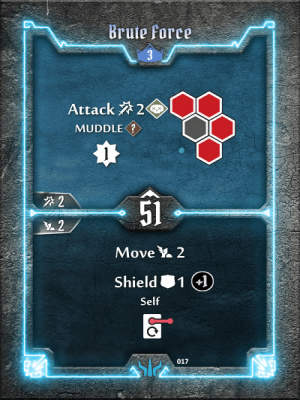 Brute Force
3
Attack 2
MUDDLE ?
1
2
51
2
Move 2
Shield 1 +1
Self
017